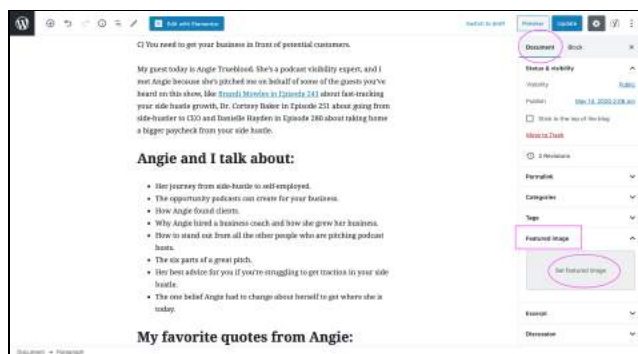 Edit with Elementor
Switch to draft
Preview
Update
C) You need to get your business in front of potential customers.
My guest today is Angie Trueblood. She's a podcast visibility expert, and I
met Angie because she's pitched me on behalf of some of the guests you've
heard on this show, like Brandi Mowles in Episode 243 about fast-tracking
your side hustle growth, Dr. Cortney Baker in Episode 251 about going from
side-hustler to CEO and Danielle Hayden in Episode 280 about taking home
a bigger paycheck from your side hustle.
Angie and I talk about:
Her journey from side-hustle to self-employed.
The opportunity podcasts can create for your business.
How Angie found clients.
Why Angie hired a business coach and how she grew her business.
How to stand out from all the other people who are pitching podcast
hosts.
The six parts of a great pitch.
Her best advice for you if you're struggling to get traction in your side
hustle.
The one belief Angie had to change about herself to get where she is
today.
My favorite quotes from Angie:
Document → Paragraph
Document
Block
Status & visibility
Visibility
Public
Publish
May 14, 2020 2:08 am
Stick to the top of the blog
Move to Trash
2 Revisions
Permalink
Categories
Tags
Featured image
Set featured image
Excerpt
Discussion